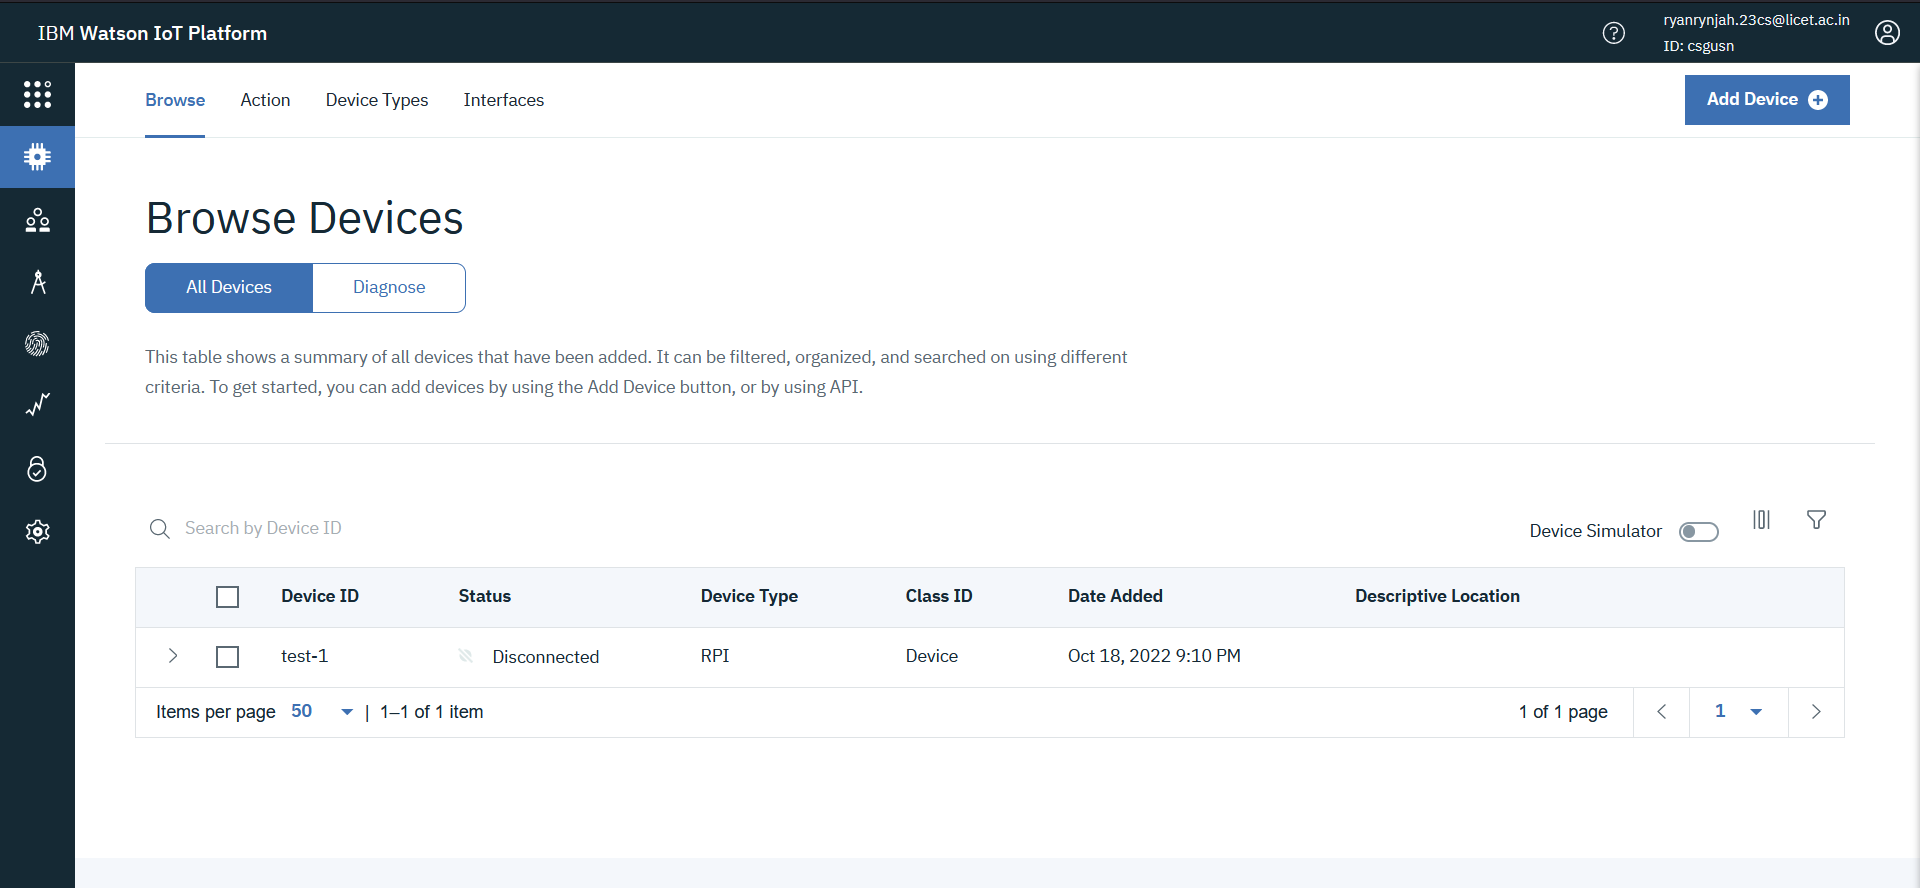 IBM Watson IoT Platform
ryanrynjah.23cs@licet.ac.in
ID: csgusn
Browse Action Device Types Interfaces
Add Device
Browse Devices
All Devices Diagnose
This table shows a summary of all devices that have been added. It can be filtered, organized, and searched on using different
criteria. To get started, you can add devices by using the Add Device button, or by using API.
Search by Device ID
Device Simulator
Device ID Status Device Type Class ID Date Added Descriptive Location
test-1 Disconnected RPI Device Oct 18, 2022 9:10 PM
Items per page 50 | 1–1 of 1 item 1 of 1 page 1